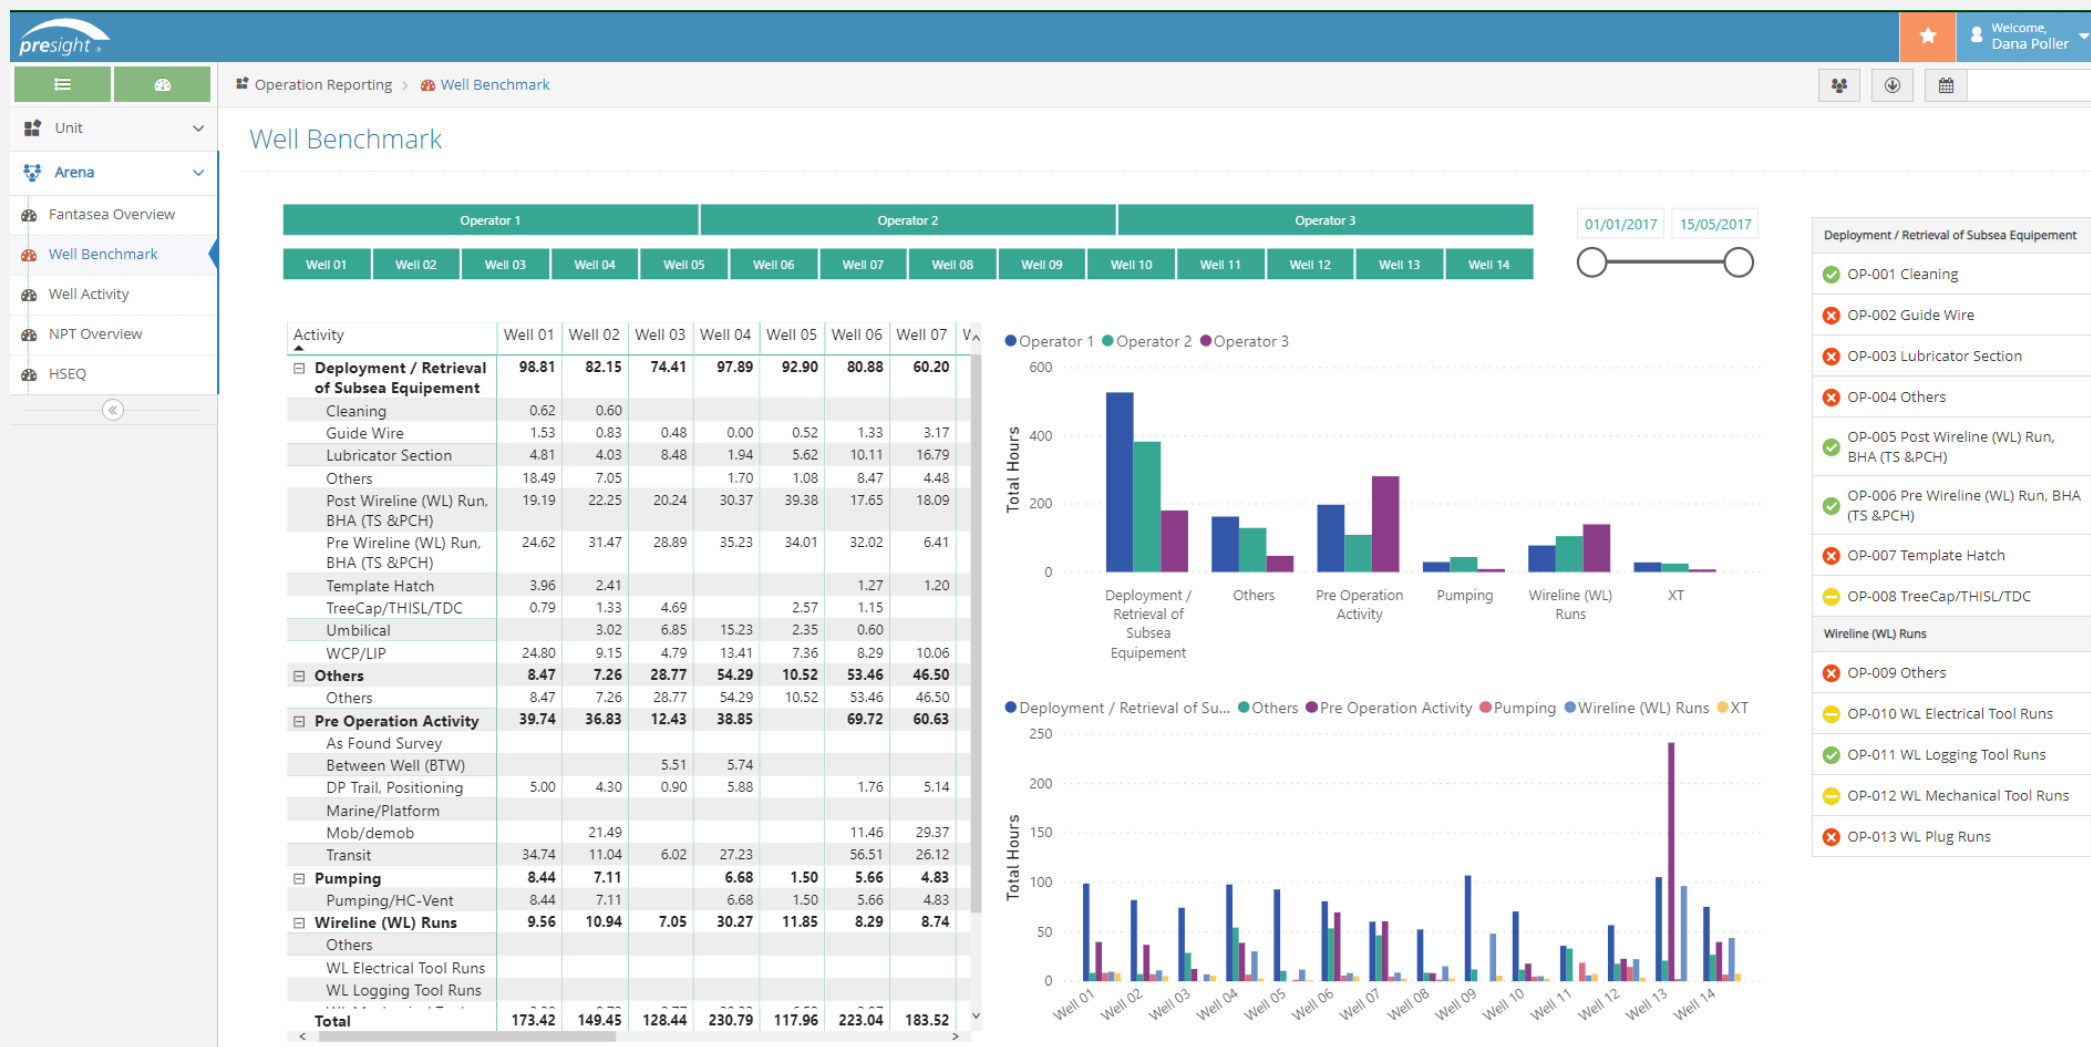 presight
Welcome,
Dana Poller
Operation Reporting > Well Benchmark
Unit
Arena
Fantasea Overview
Well Benchmark
Well Activity
NPT Overview
HSEQ
Well Benchmark
Operator 1 Operator 2 Operator 3
Well 01 Well 02 Well 03 Well 04 Well 05 Well 06 Well 07 Well 08 Well 09 Well 10 Well 11 Well 12 Well 13 Well 14
01/01/2017 15/05/2017
Activity Well 01 Well 02 Well 03 Well 04 Well 05 Well 06 Well 07
Deployment / Retrieval 98.81 82.15 74.41 97.89 92.90 80.88 60.20
of Subsea Equipement
Cleaning 0.62 0.60
Guide Wire 1.53 0.83 0.48 0.00 0.52 1.33 3.17
Lubricator Section 4.81 4.03 8.48 1.94 5.62 10.11 16.79
Others 18.49 7.05 1.70 1.08 8.47 4.48
Post Wireline (WL) Run, 19.19 22.25 20.24 30.37 39.38 17.65 18.09
BHA (TS &PCH)
Pre Wireline (WL) Run, 24.62 31.47 28.89 35.23 34.01 32.02 6.41
BHA (TS &PCH)
Template Hatch 3.96 2.41 1.27 1.20
TreeCap/THISL/TDC 0.79 1.33 4.69 2.57 1.15
Umbilical 3.02 6.85 15.23 2.35 0.60
WCP/LIP 24.80 9.15 4.79 13.41 7.36 8.29 10.06
Others 8.47 7.26 28.77 54.29 10.52 53.46 46.50
Others 8.47 7.26 28.77 54.29 10.52 53.46 46.50
Pre Operation Activity 39.74 36.83 12.43 38.85 69.72 60.63
As Found Survey
Between Well (BTW) 5.51 5.74
DP Trail, Positioning 5.00 4.30 0.90 5.88 1.76 5.14
Marine/Platform
Mob/demob 21.49 11.46 29.37
Transit 34.74 11.04 6.02 27.23 56.51 26.12
Pumping 8.44 7.11 6.68 1.50 5.66 4.83
Pumping/HC-Vent 8.44 7.11 6.68 1.50 5.66 4.83
Wireline (WL) Runs 9.56 10.94 7.05 30.27 11.85 8.29 8.74
Others
WL Electrical Tool Runs
WL Logging Tool Runs
Total 173.42 149.45 128.44 230.79 117.96 223.04 183.52
Operator 1 Operator 2 Operator 3
Total Hours
600
400
200
0
Deployment / Others Pre Operation Pumping Wireline (WL) XT
Retrieval of Activity Runs
Subsea
Equipement
Deployment / Retrieval of Su... Others Pre Operation Activity Pumping Wireline (WL) Runs XT
Total Hours
250
200
150
100
50
0
Well 01 Well 02 Well 03 Well 04 Well 05 Well 06 Well 07 Well 08 Well 09 Well 10 Well 11 Well 12 Well 13 Well 14
Deployment / Retrieval of Subsea Equipement
OP-001 Cleaning
OP-002 Guide Wire
OP-003 Lubricator Section
OP-004 Others
OP-005 Post Wireline (WL) Run,
BHA (TS &PCH)
OP-006 Pre Wireline (WL) Run, BHA
(TS &PCH)
OP-007 Template Hatch
OP-008 TreeCap/THISL/TDC
Wireline (WL) Runs
OP-009 Others
OP-010 WL Electrical Tool Runs
OP-011 WL Logging Tool Runs
OP-012 WL Mechanical Tool Runs
OP-013 WL Plug Runs